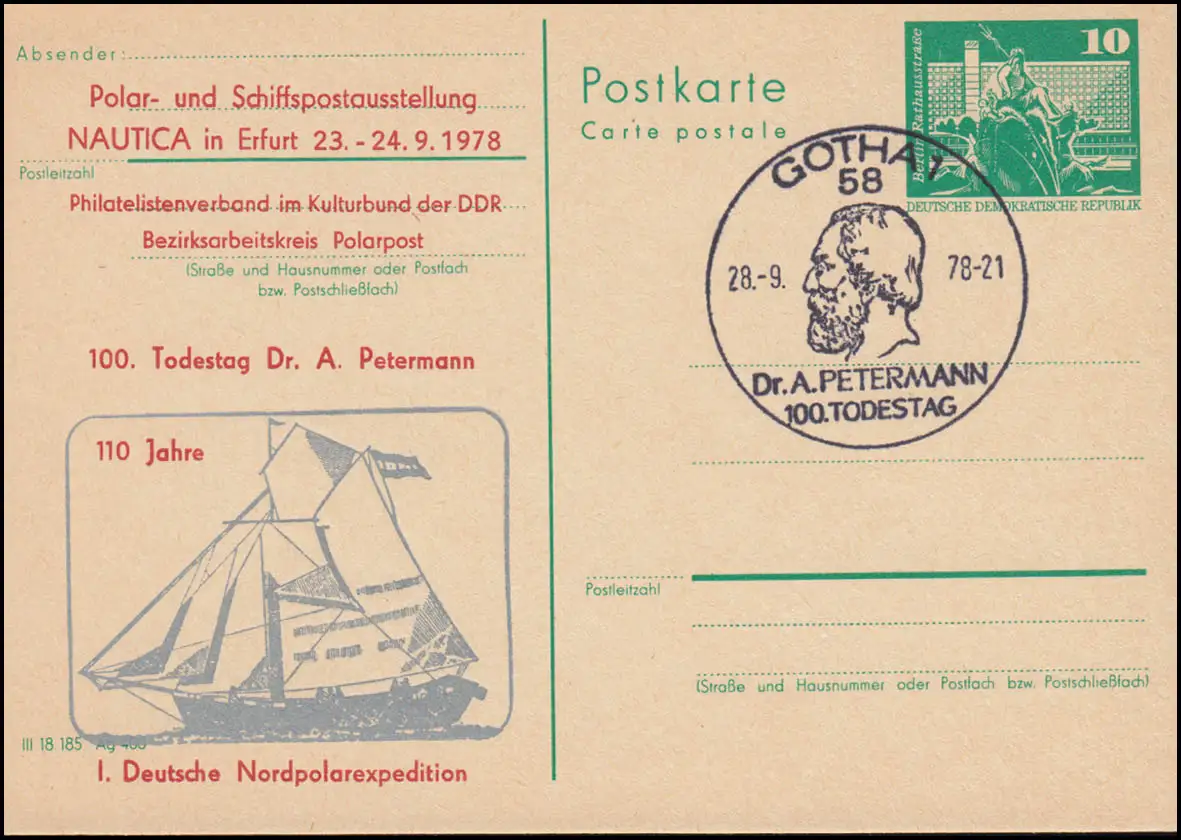 Absender:
Polar- und Schiffspostausstellung
NAUTICA in Erfurt 23. - 24. 9. 1978
Postleitzahl
Philatelistenverband im Kulturbund der DDR
Bezirksarbeitskreis Polarpost
(Straße und Hausnummer oder Postfach
bzw. Postschließfach)
100. Todestag Dr. A. Petermann
110 Jahre
III 18 185 Ag 400
I. Deutsche Nordpolarexpedition
Postkarte
Carte postale
10
Berlin, Rathausstraße
DEUTSCHE DEMOKRATISCHE REPUBLIK
GOTHA 1
58
28.-9. 78-21
Dr. A. PETERMANN
100. TODESTAG
Postleitzahl
(Straße und Hausnummer oder Postfach bzw. Postschließfach)